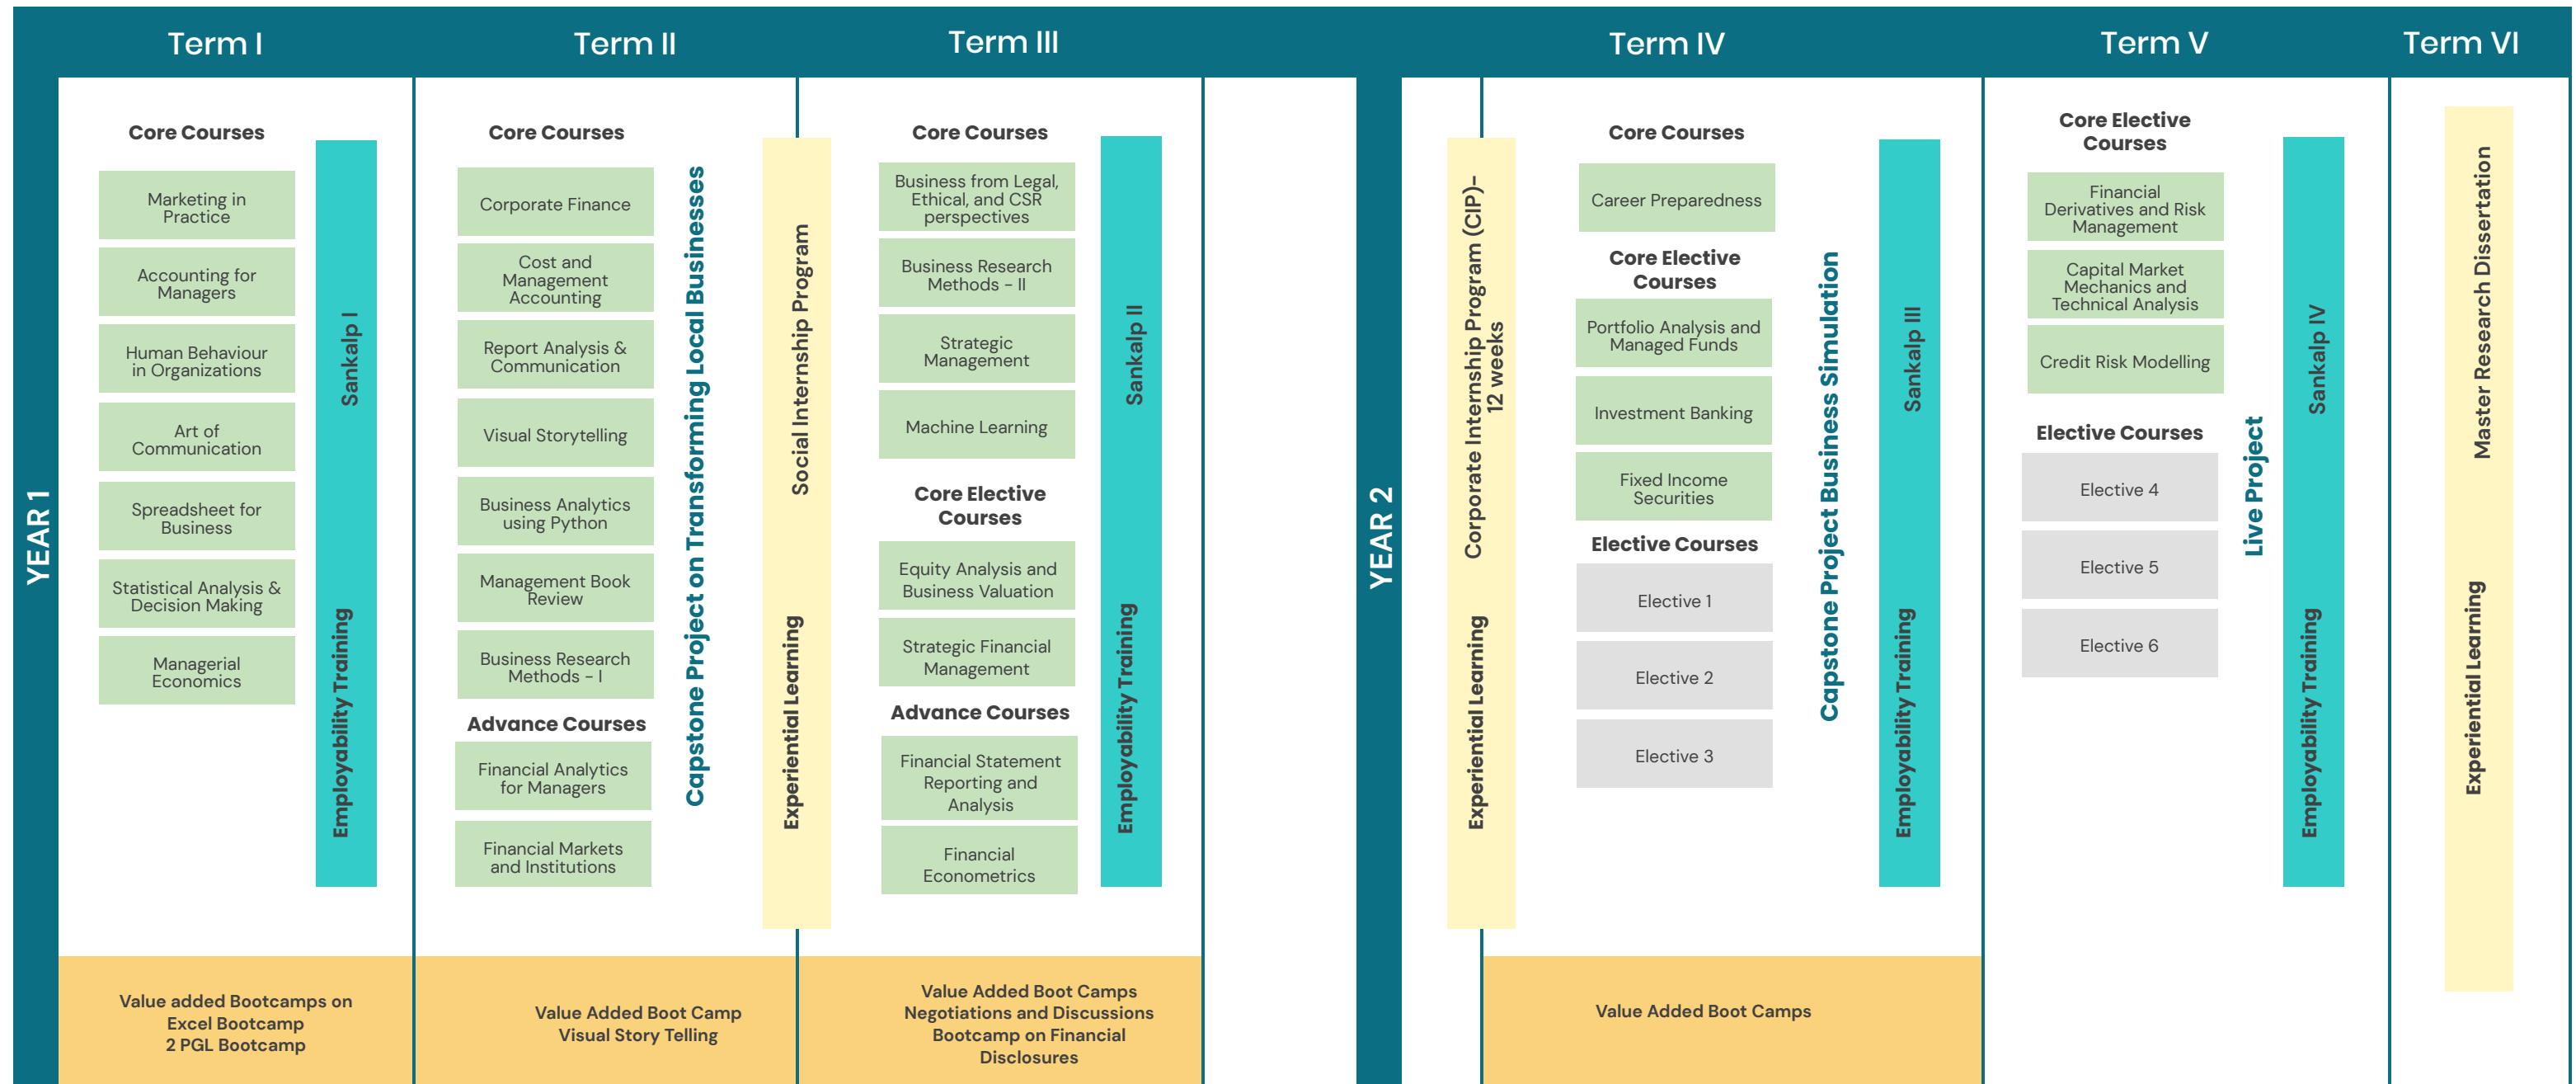 Term I
Term II
Term III
Term IV
Term V
Term VI
YEAR 1
Core Courses
Marketing in
Practice
Accounting for
Managers
Human Behaviour
in Organizations
Art of
Communication
Spreadsheet for
Business
Statistical Analysis &
Decision Making
Managerial
Economics
Employability Training
Sankalp I
Value added Bootcamps on
Excel Bootcamp
2 PGL Bootcamp
Core Courses
Corporate Finance
Cost and
Management
Accounting
Report Analysis &
Communication
Visual Storytelling
Business Analytics
using Python
Management Book
Review
Business Research
Methods - I
Advance Courses
Financial Analytics
for Managers
Financial Markets
and Institutions
Capstone Project on Transforming Local Businesses
Experiential Learning
Social Internship Program
Value Added Boot Camp
Visual Story Telling
Core Courses
Business from Legal,
Ethical, and CSR
perspectives
Business Research
Methods - II
Strategic
Management
Machine Learning
Core Elective
Courses
Equity Analysis and
Business Valuation
Strategic Financial
Management
Advance Courses
Financial Statement
Reporting and
Analysis
Financial
Econometrics
Employability Training
Sankalp II
Value Added Boot Camps
Negotiations and Discussions
Bootcamp on Financial
Disclosures
YEAR 2
Experiential Learning
Corporate Internship Program (CIP)-
12 weeks
Core Courses
Career Preparedness
Core Elective
Courses
Portfolio Analysis and
Managed Funds
Investment Banking
Fixed Income
Securities
Elective Courses
Elective 1
Elective 2
Elective 3
Capstone Project Business Simulation
Employability Training
Sankalp III
Value Added Boot Camps
Core Elective
Courses
Financial
Derivatives and Risk
Management
Capital Market
Mechanics and
Technical Analysis
Credit Risk Modelling
Elective Courses
Elective 4
Elective 5
Elective 6
Live Project
Employability Training
Sankalp IV
Experiential Learning
Master Research Dissertation